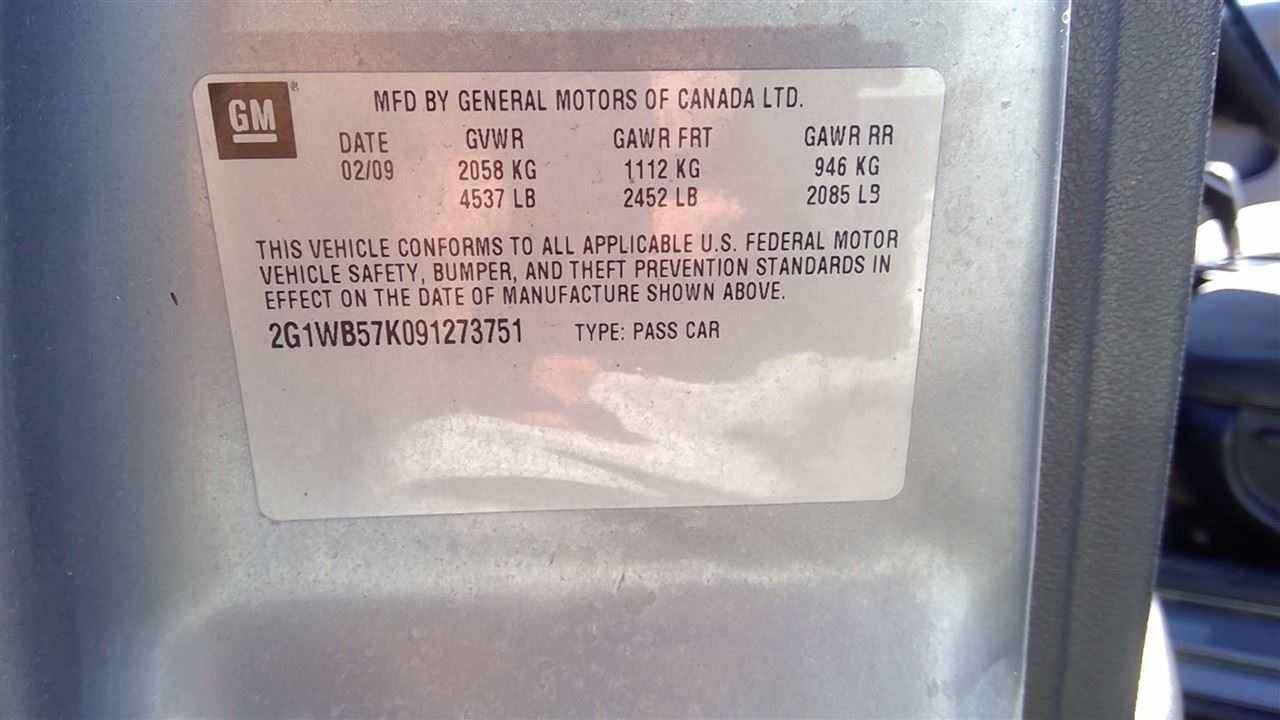 GM®
MFD BY GENERAL MOTORS OF CANADA LTD.
DATE GVWR GAWR FRT GAWR RR
02/09 2058 KG 1112 KG 946 KG
4537 LB 2452 LB 2085 LB
THIS VEHICLE CONFORMS TO ALL APPLICABLE U.S. FEDERAL MOTOR
VEHICLE SAFETY, BUMPER, AND THEFT PREVENTION STANDARDS IN
EFFECT ON THE DATE OF MANUFACTURE SHOWN ABOVE.
2G1WB57K091273751 TYPE: PASS CAR